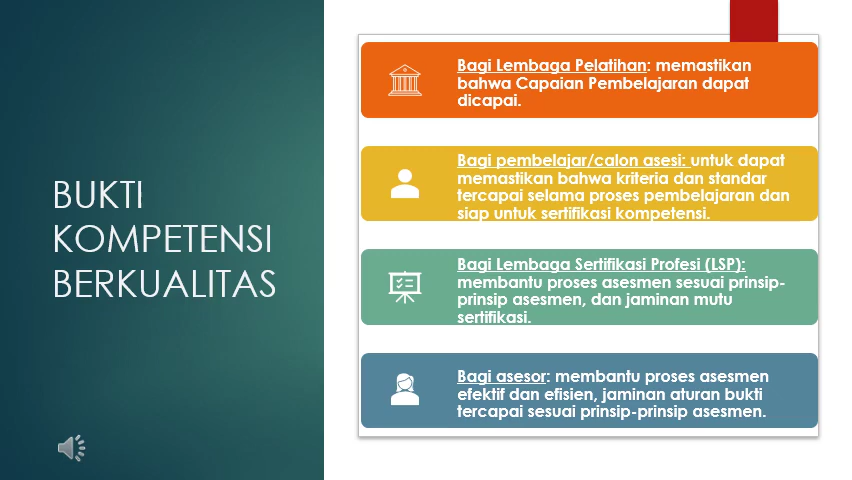 BUKTI
KOMPETENSI
BERKUALITAS
Bagi Lembaga Pelatihan: memastikan
bahwa Capaian Pembelajaran dapat
dicapai.
Bagi pembelajar/calon asesi: untuk dapat
memastikan bahwa kriteria dan standar
tercapai selama proses pembelajaran dan
siap untuk sertifikasi kompetensi.
Bagi Lembaga Sertifikasi Profesi (LSP):
membantu proses asesmen sesuai prinsip-
prinsip asesmen, dan jaminan mutu
sertifikasi.
Bagi asesor: membantu proses asesmen
efektif dan efisien, jaminan aturan bukti
tercapai sesuai prinsip-prinsip asesmen.